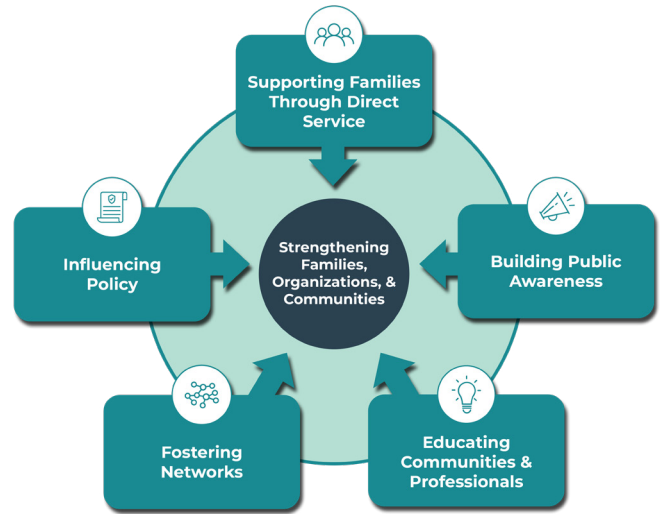 Supporting Families
Through Direct
Service
Influencing
Policy
Strengthening
Families,
Organizations, &
Communities
Building Public
Awareness
Fostering
Networks
Educating
Communities &
Professionals